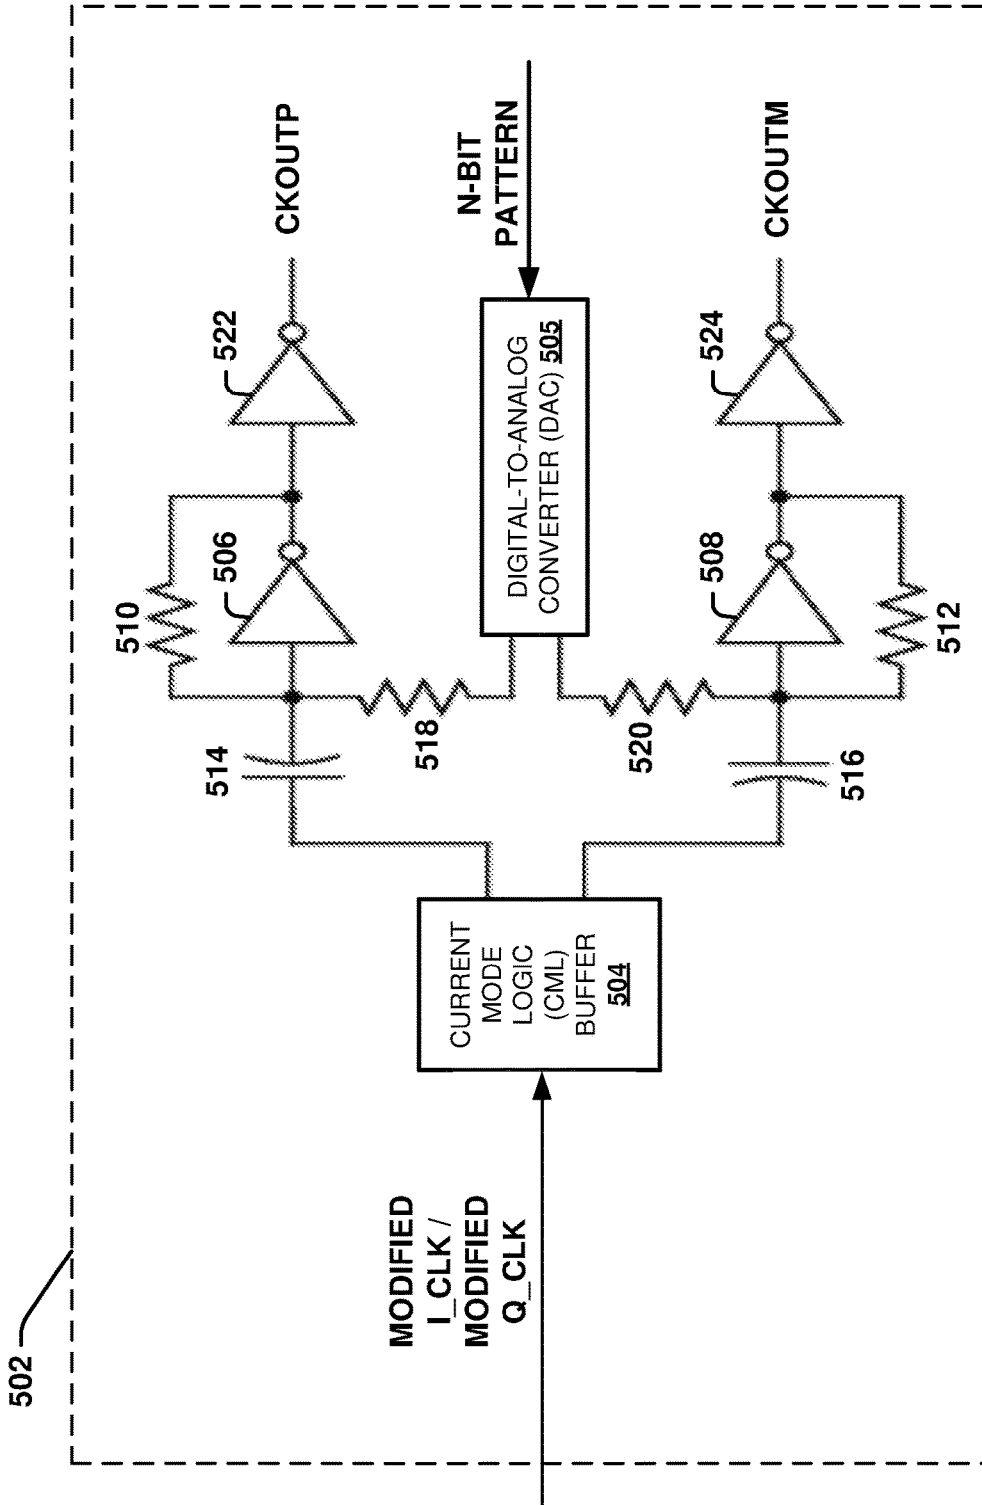 502
MODIFIED
I_CLK /
MODIFIED
Q_CLK
CURRENT
MODE
LOGIC
(CML)
BUFFER
504
514
510
506
522
CKOUTP
518
DIGITAL-TO-ANALOG
CONVERTER (DAC) 505
N-BIT
PATTERN
520
516
508
512
524
CKOUTM